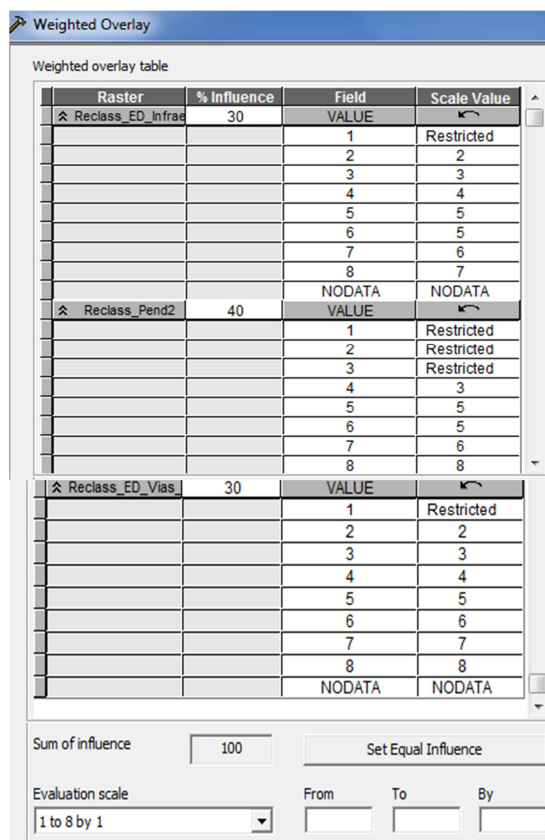 Weighted Overlay
Weighted overlay table
Raster % Influence Field Scale Value
Reclass_ED_Infrae 30 VALUE
1 Restricted
2 2
3 3
4 4
5 5
6 5
7 6
8 7
NODATA NODATA
Reclass_Pend2 40 VALUE
1 Restricted
2 Restricted
3 Restricted
4 3
5 5
6 5
7 6
8 8
Reclass_ED_Vias_ 30 VALUE
1 Restricted
2 2
3 3
4 4
5 5
6 6
7 7
8 8
NODATA NODATA
Sum of influence 100 Set Equal Influence
Evaluation scale From To By
1 to 8 by 1